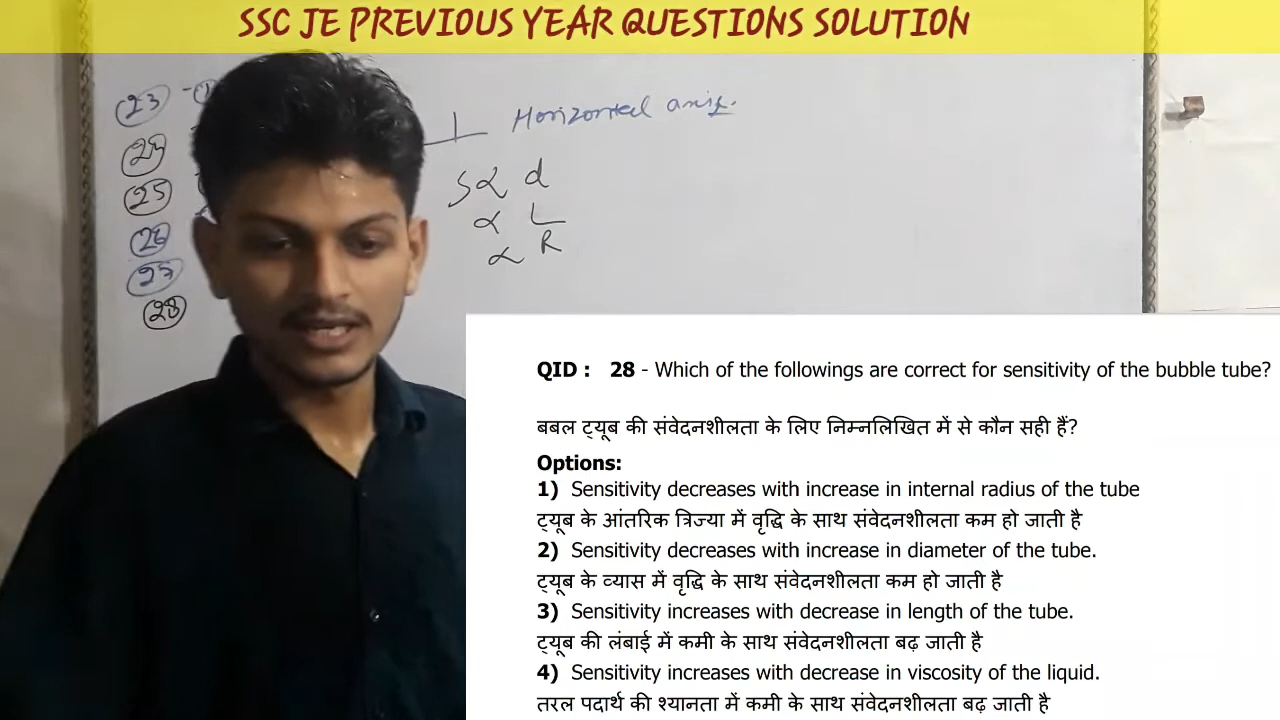 SSC JE PREVIOUS YEAR QUESTIONS SOLUTION
23 -
24
25
26
27
28
Horizontal axis.
S ∝ d
∝ L
∝ R
QID : 28 - Which of the followings are correct for sensitivity of the bubble tube?
बबल ट्यूब की संवेदनशीलता के लिए निम्नलिखित में से कौन सही हैं?
Options:
1) Sensitivity decreases with increase in internal radius of the tube
ट्यूब के आंतरिक त्रिज्या में वृद्धि के साथ संवेदनशीलता कम हो जाती है
2) Sensitivity decreases with increase in diameter of the tube.
ट्यूब के व्यास में वृद्धि के साथ संवेदनशीलता कम हो जाती है
3) Sensitivity increases with decrease in length of the tube.
ट्यूब की लंबाई में कमी के साथ संवेदनशीलता बढ़ जाती है
4) Sensitivity increases with decrease in viscosity of the liquid.
तरल पदार्थ की श्यानता में कमी के साथ संवेदनशीलता बढ़ जाती है